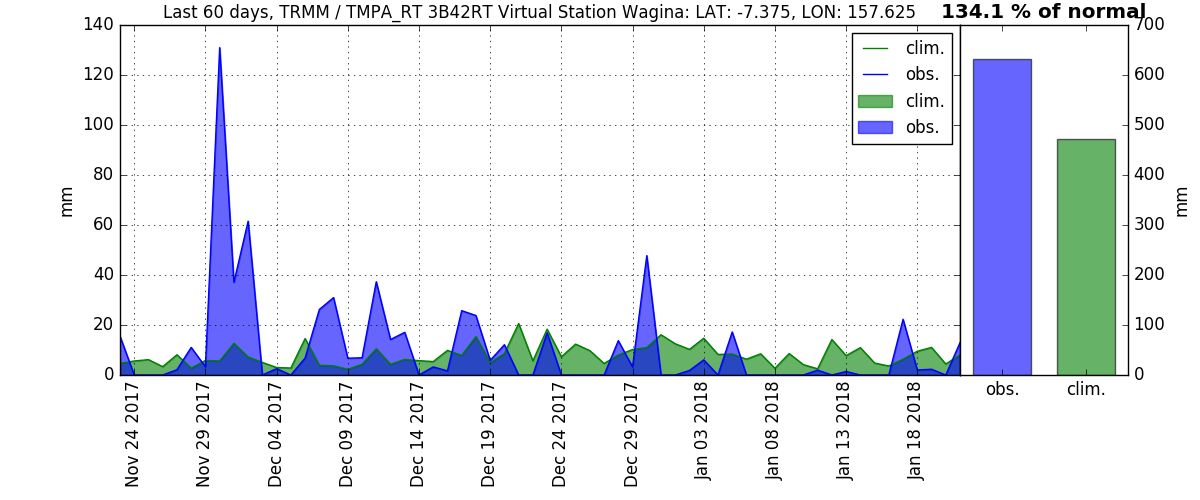 Last 60 days, TRMM / TMPA_RT 3B42RT Virtual Station Wagina: LAT: -7.375, LON: 157.625
134.1 % of normal
140
120
100
80
60
40
20
0
mm
clim.
obs.
clim.
obs.
Nov 24 2017
Nov 29 2017
Dec 04 2017
Dec 09 2017
Dec 14 2017
Dec 19 2017
Dec 24 2017
Dec 29 2017
Jan 03 2018
Jan 08 2018
Jan 13 2018
Jan 18 2018
700
600
500
400
300
200
100
0
mm
obs.
clim.